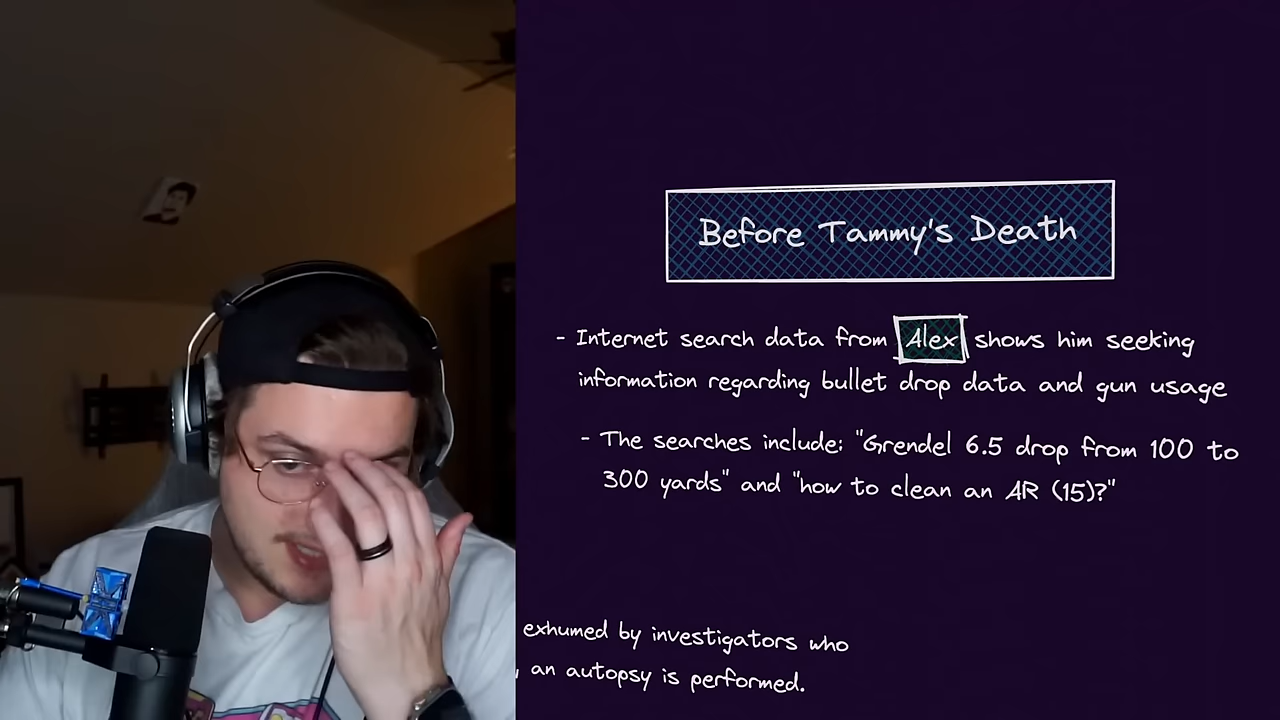 Before Tammy's Death
- Internet search data from Alex shows him seeking
information regarding bullet drop data and gun usage
- The searches include: "Grendel 6.5 drop from 100 to
300 yards" and "how to clean an AR (15)?"
exhumed by investigators who
, an autopsy is performed.